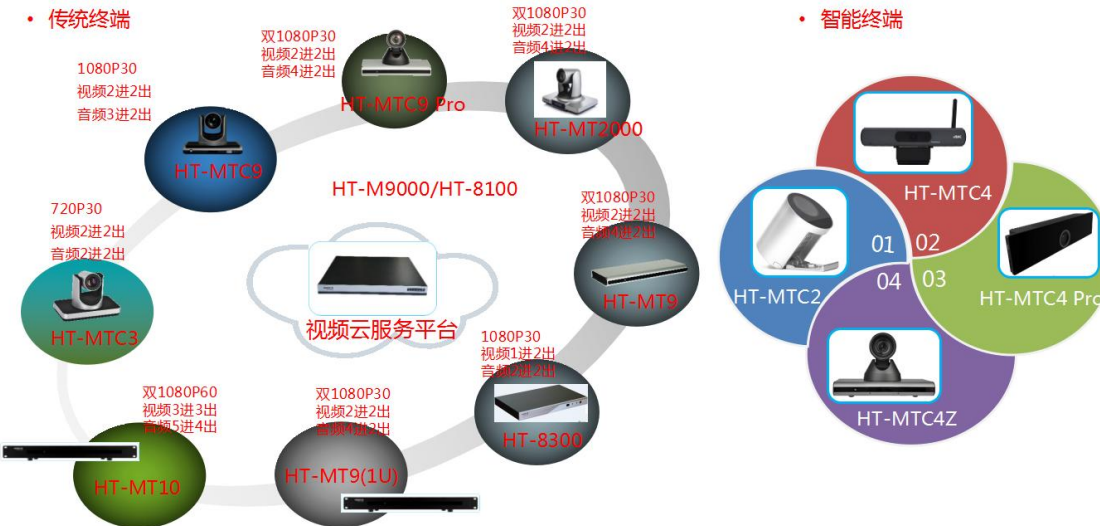 • 传统终端
双1080P30
视频2进2出
音频4进2出
HT-MTC9 Pro
双1080P30
视频2进2出
音频4进2出
HT-MT2000
1080P30
视频2进2出
音频3进2出
HT-MTC9
HT-M9000/HT-8100
双1080P30
视频2进2出
音频4进2出
HT-MT9
720P30
视频2进2出
音频2进2出
HT-MTC3
视频云服务平台
1080P30
视频1进2出
音频2进2出
HT-8300
双1080P60
视频3进3出
音频5进4出
HT-MT10
双1080P30
视频2进2出
音频4进2出
HT-MT9(1U)
• 智能终端
HT-MTC4
01
02
HT-MTC2
04
03
HT-MTC4 Pro
HT-MTC4Z